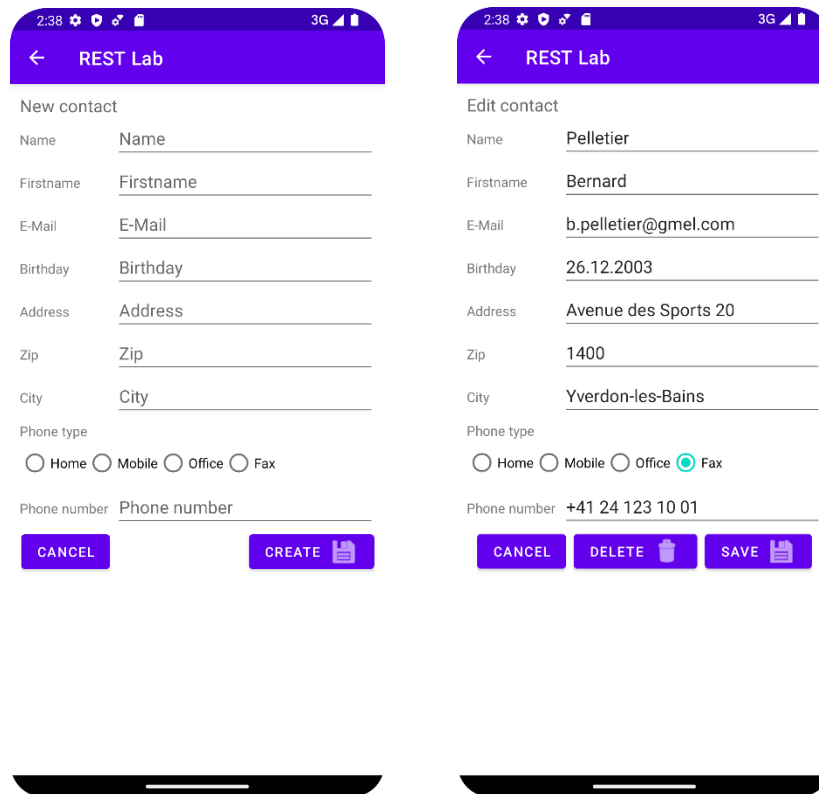 2:38 3G
REST Lab
New contact
Name Name
Firstname Firstname
E-Mail E-Mail
Birthday Birthday
Address Address
Zip Zip
City City
Phone type
Home Mobile Office Fax
Phone number Phone number
CANCEL CREATE
2:38 3G
REST Lab
Edit contact
Name Pelletier
Firstname Bernard
E-Mail b.pelletier@gmel.com
Birthday 26.12.2003
Address Avenue des Sports 20
Zip 1400
City Yverdon-les-Bains
Phone type
Home Mobile Office Fax
Phone number +41 24 123 10 01
CANCEL DELETE SAVE